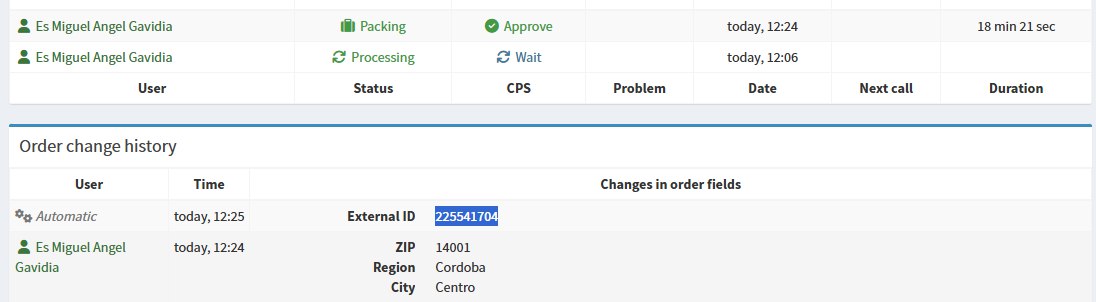 Es Miguel Angel Gavidia Packing Approve today, 12:24 18 min 21 sec
Es Miguel Angel Gavidia Processing Wait today, 12:06
User Status CPS Problem Date Next call Duration
Order change history
User Time Changes in order fields
Automatic today, 12:25 External ID 225541704
Es Miguel Angel today, 12:24 ZIP 14001
Gavidia Region Cordoba
City Centro